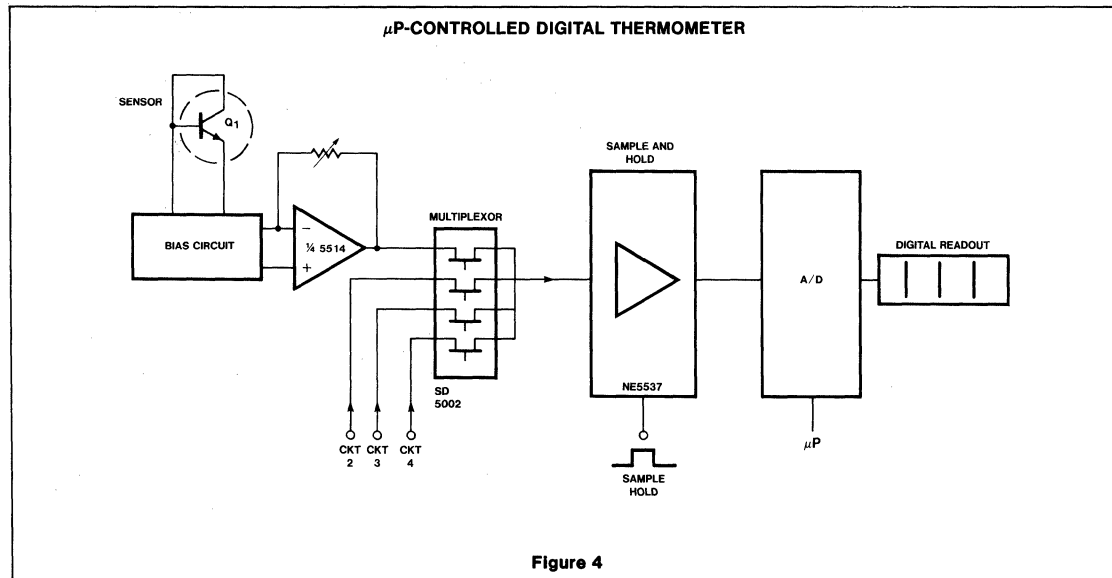 μP-CONTROLLED DIGITAL THERMOMETER
SENSOR
Q1
BIAS CIRCUIT
−
¼ 5514
+
MULTIPLEXOR
SD
5002
CKT
2
CKT
3
CKT
4
SAMPLE AND
HOLD
NE5537
SAMPLE
HOLD
A/D
μP
DIGITAL READOUT
Figure 4